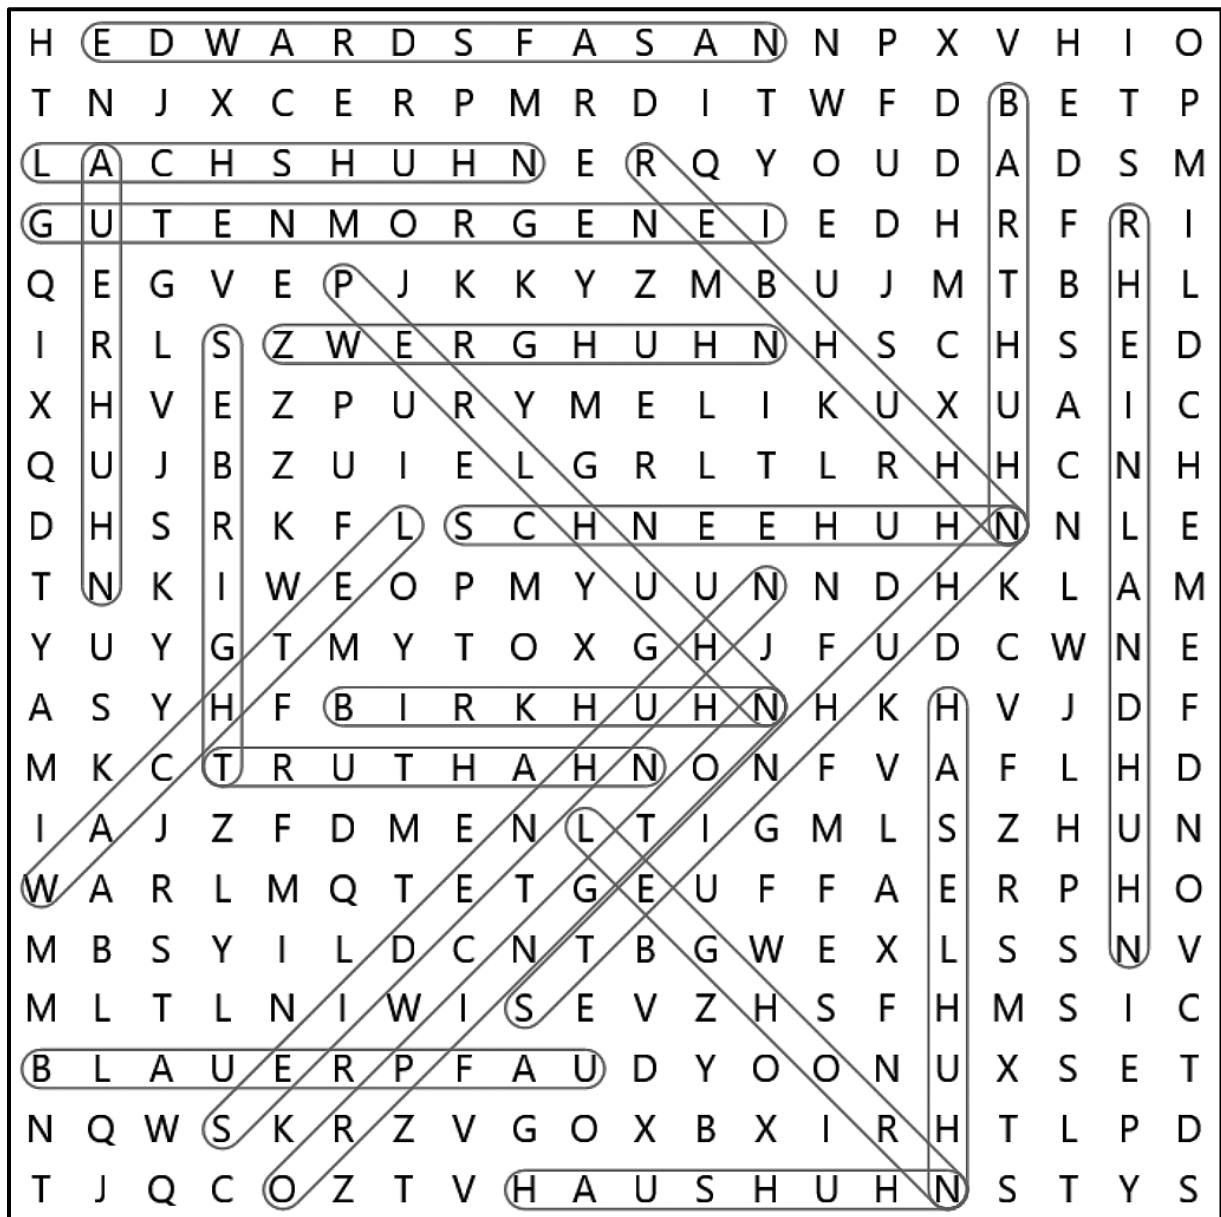 H E D W A R D S F A S A N N P X V H I O
T N J X C E R P M R D I T W F D B E T P
L A C H S H U H N E R Q Y O U D A D S M
G U T E N M O R G E N E I E D H R F R I
Q E G V E P J K K Y Z M B U J M T B H L
I R L S Z W E R G H U H N H S C H S E D
X H V E Z P U R Y M E L I K U X U A I C
Q U J B Z U I E L G R L T L R H H C N H
D H S R K F L S C H N E E H U H N N L E
T N K I W E O P M Y U U N N D H K L A M
Y U Y G T M Y T O X G H J F U D C W N E
A S Y H F B I R K H U H N H K H V J D F
M K C T R U T H A H N O N F V A F L H D
I A J Z F D M E N L T I G M L S Z H U N
W A R L M Q T E T G E U F F A E R P H O
M B S Y I L D C N T B G W E X L S S N V
M L T L N I W I S E V Z H S F H M S I C
B L A U E R P F A U D Y O O N U X S E T
N Q W S K R Z V G O X B X I R H T L P D
T J Q C O Z T V H A U S H U H N S T Y S